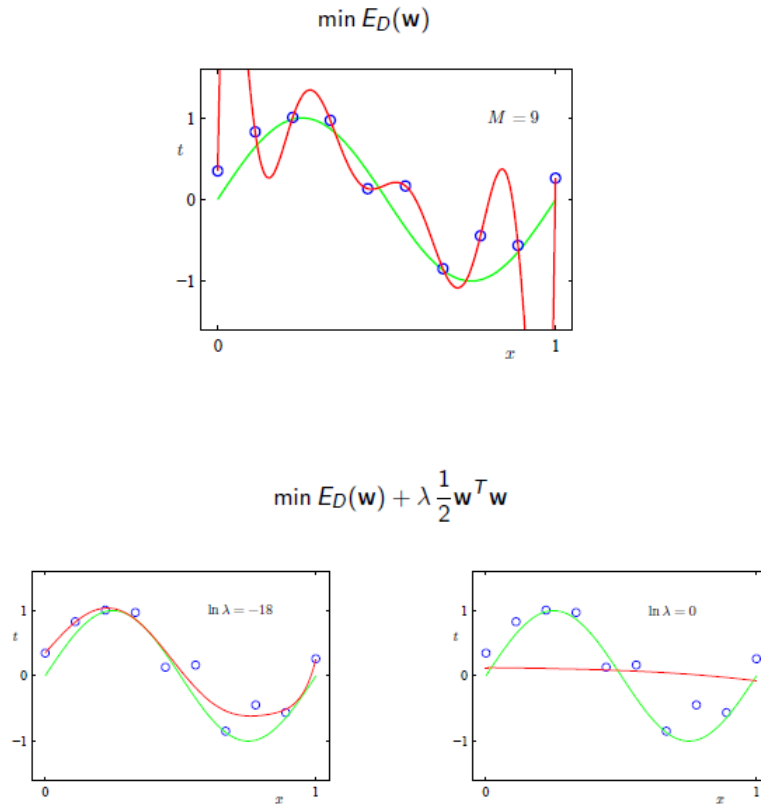 min E_D(w)
M = 9
1
t
0
−1
0
x
1
min E_D(w) + λ 1/2 w^T w
ln λ = −18
1
t
0
−1
0
x
1
ln λ = 0
1
t
0
−1
0
x
1